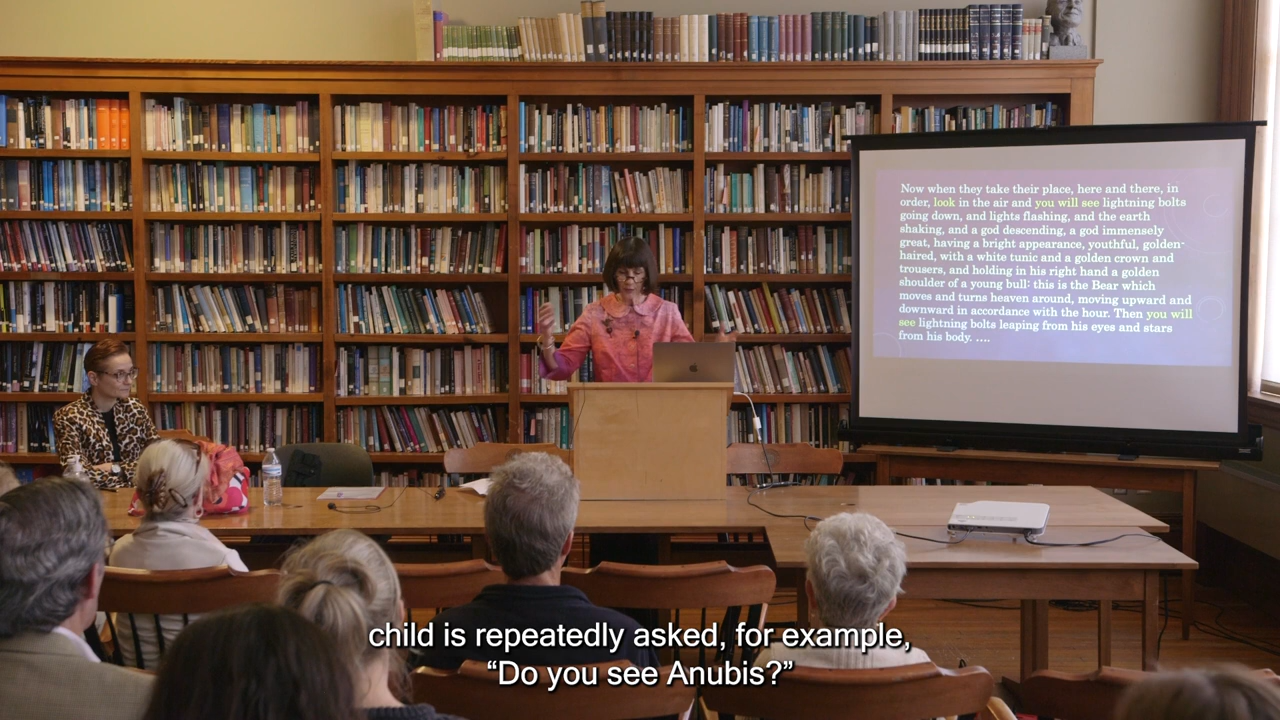 Now when they take their place, here and there, in
order, look in the air and you will see lightning bolts
going down, and lights flashing, and the earth
shaking, and a god descending, a god immensely
great, having a bright appearance, youthful, golden-
haired, with a white tunic and a golden crown and
trousers, and holding in his right hand a golden
shoulder of a young bull: this is the Bear which
moves and turns heaven around, moving upward and
downward in accordance with the hour. Then you will
see lightning bolts leaping from his eyes and stars
from his body. ....
child is repeatedly asked, for example,
“Do you see Anubis?”